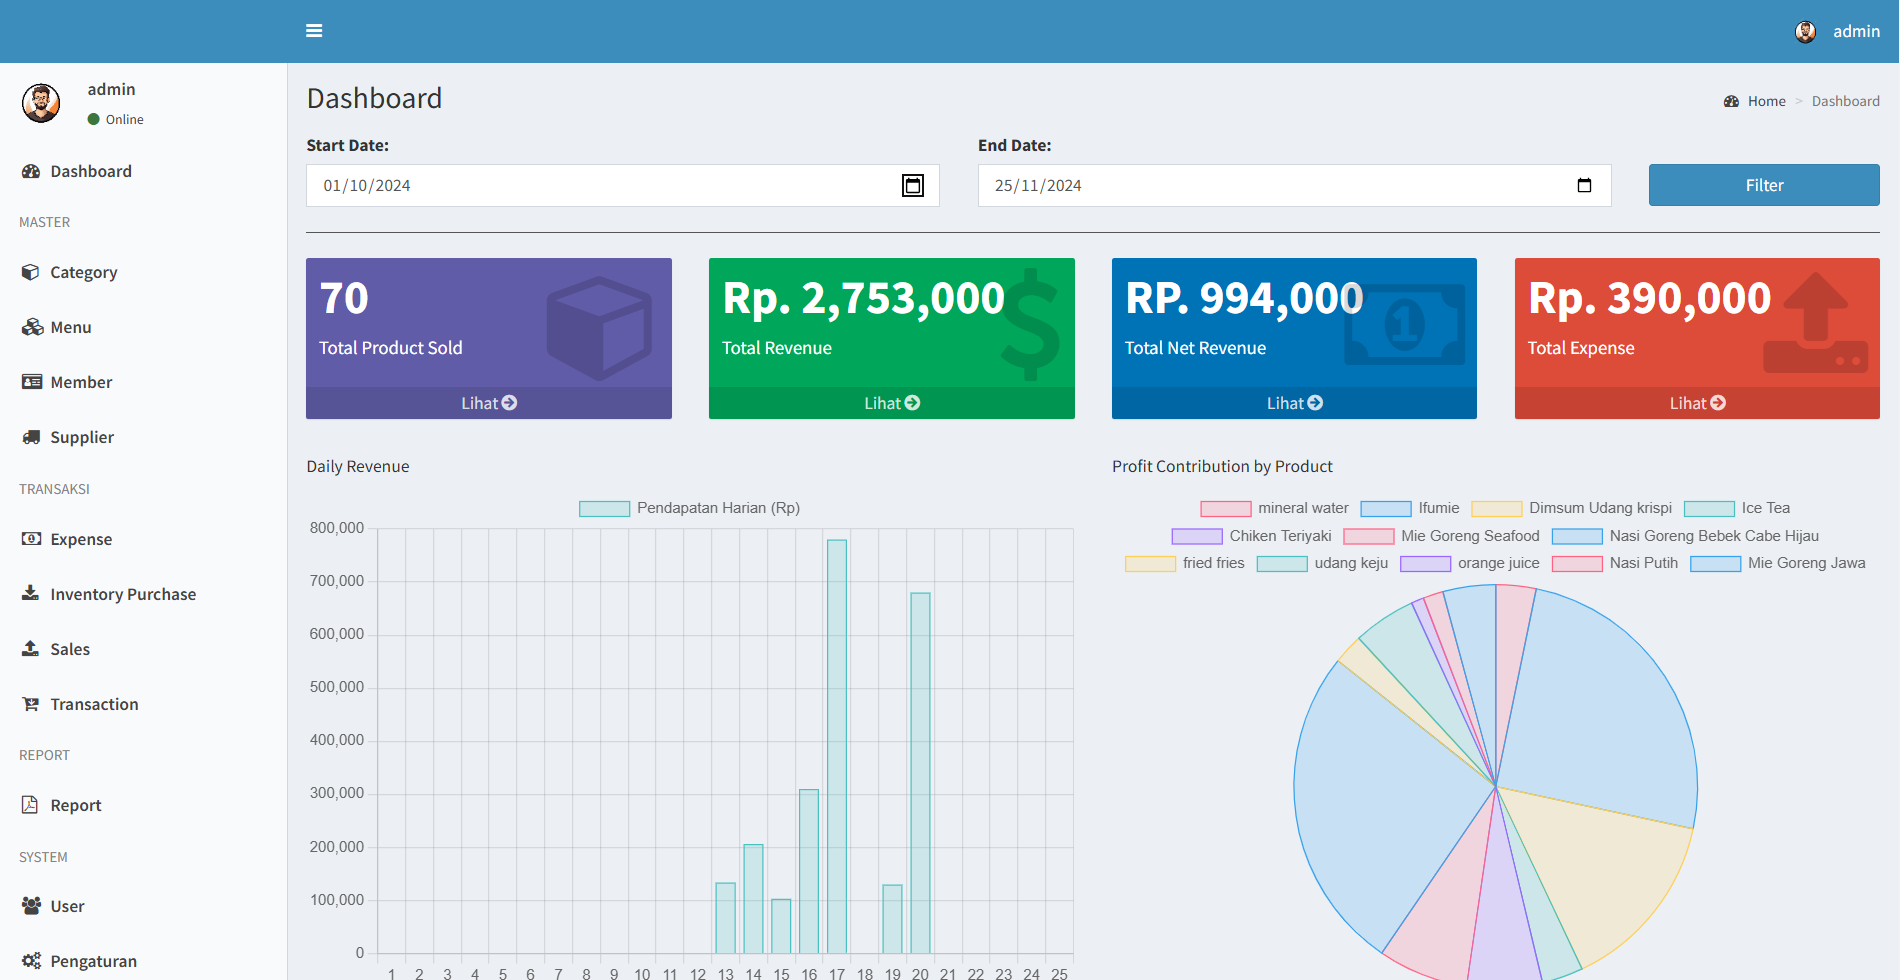 admin
admin
Online
Dashboard
MASTER
Category
Menu
Member
Supplier
TRANSAKSI
Expense
Inventory Purchase
Sales
Transaction
REPORT
Report
SYSTEM
User
Pengaturan
Dashboard
Home > Dashboard
Start Date:
01/10/2024
End Date:
25/11/2024
Filter
70
Total Product Sold
Lihat
Rp. 2,753,000
Total Revenue
Lihat
RP. 994,000
1
Total Net Revenue
Lihat
Rp. 390,000
Total Expense
Lihat
Daily Revenue
Pendapatan Harian (Rp)
800,000
700,000
600,000
500,000
400,000
300,000
200,000
100,000
0
1 2 3 4 5 6 7 8 9 10 11 12 13 14 15 16 17 18 19 20 21 22 23 24 25
Profit Contribution by Product
mineral water Ifumie Dimsum Udang krispi Ice Tea
Chiken Teriyaki Mie Goreng Seafood Nasi Goreng Bebek Cabe Hijau
fried fries udang keju orange juice Nasi Putih Mie Goreng Jawa